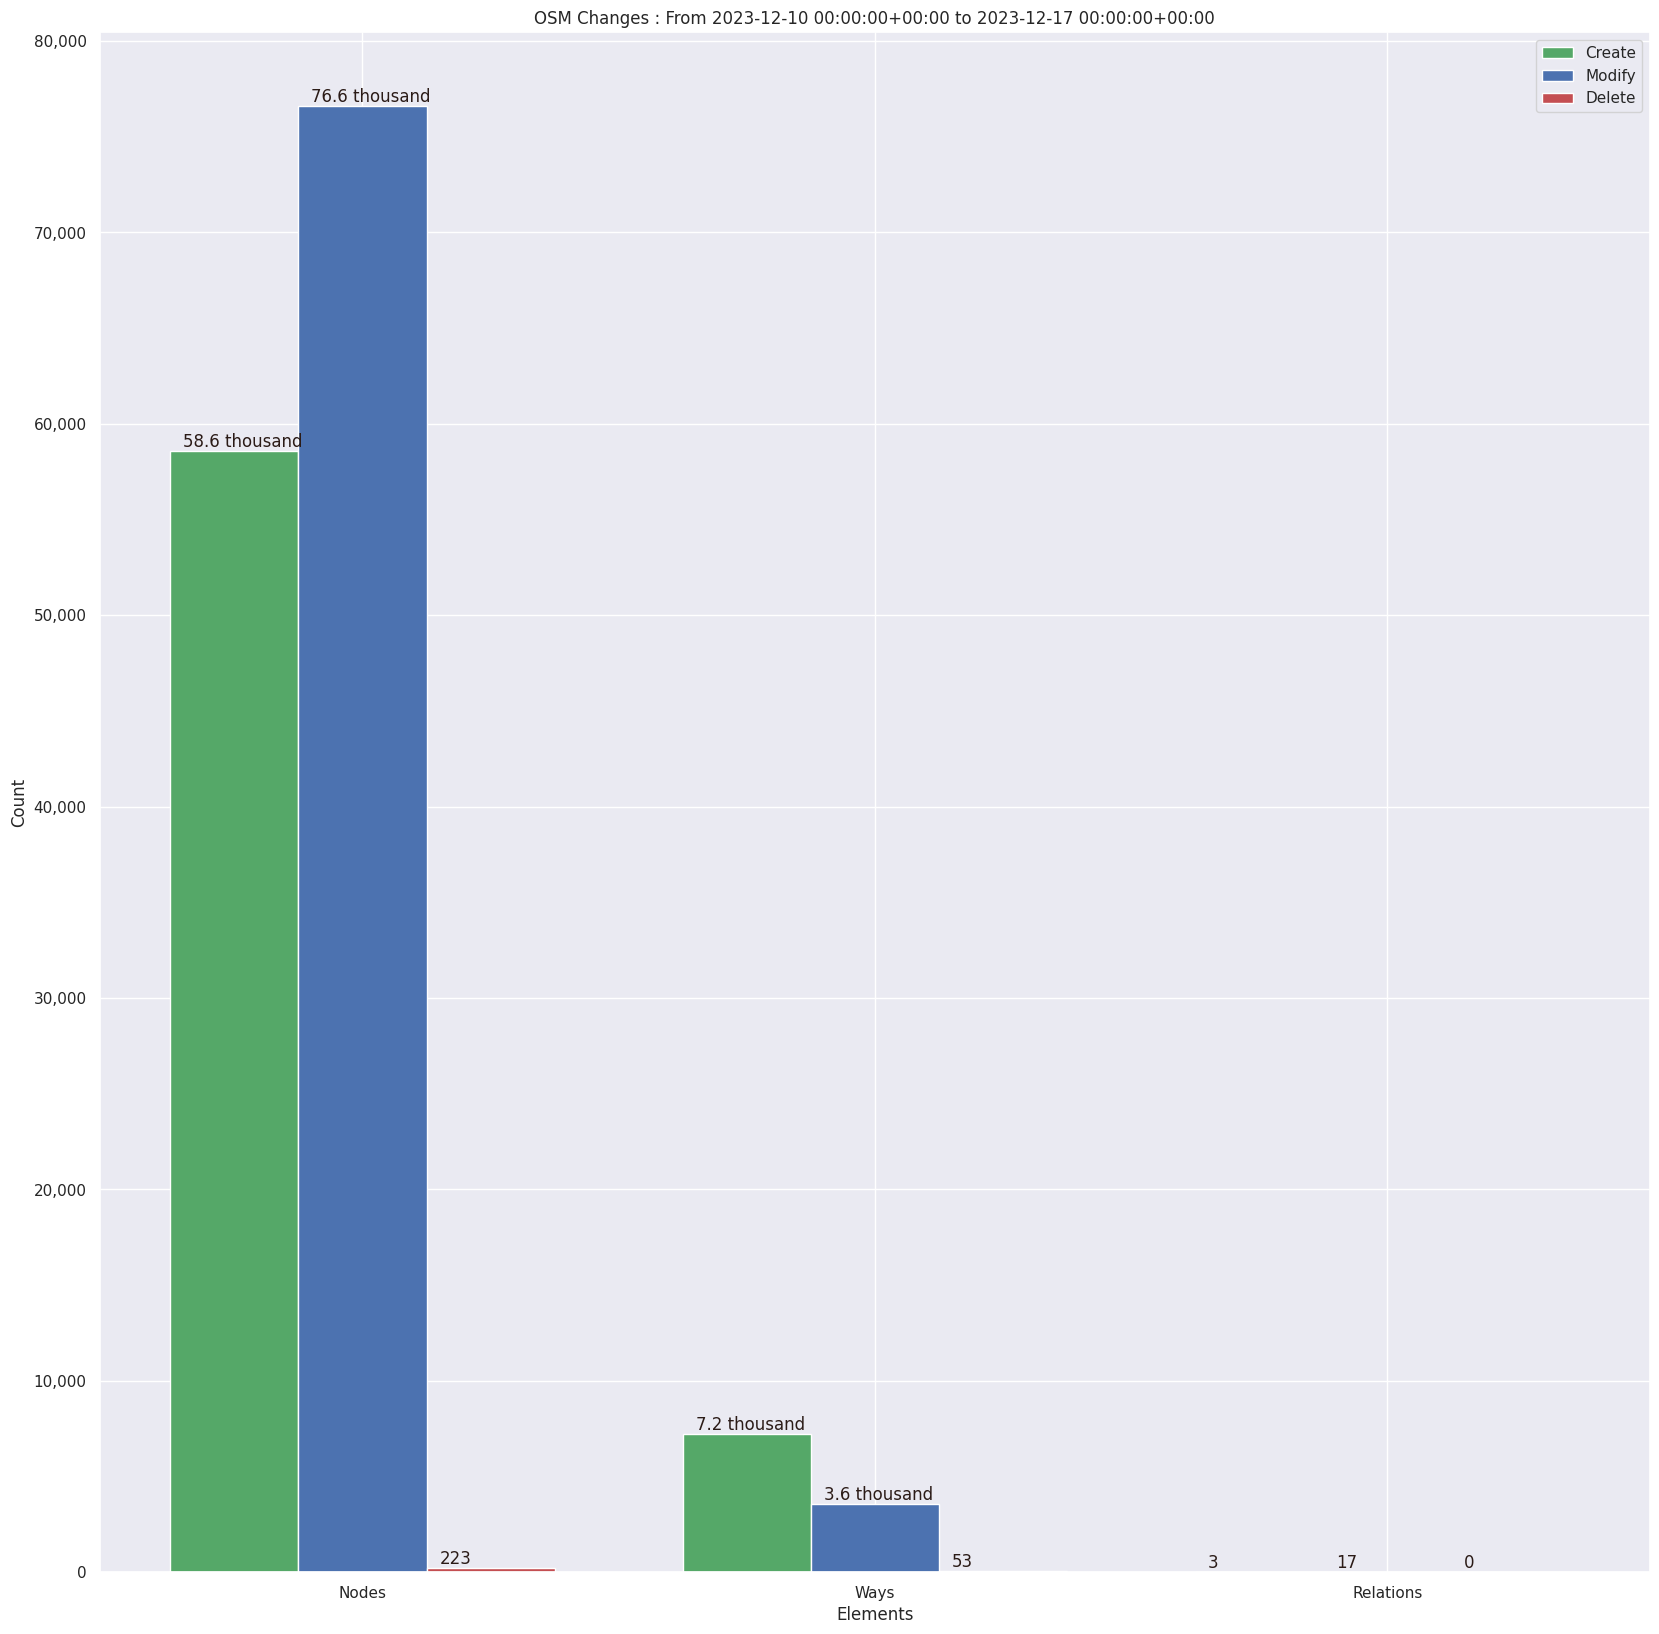 OSM Changes : From 2023-12-10 00:00:00+00:00 to 2023-12-17 00:00:00+00:00
Create
Modify
Delete
80,000
70,000
60,000
50,000
40,000
30,000
20,000
10,000
0
Count
58.6 thousand
76.6 thousand
223
7.2 thousand
3.6 thousand
53
3
17
0
Nodes
Ways
Relations
Elements